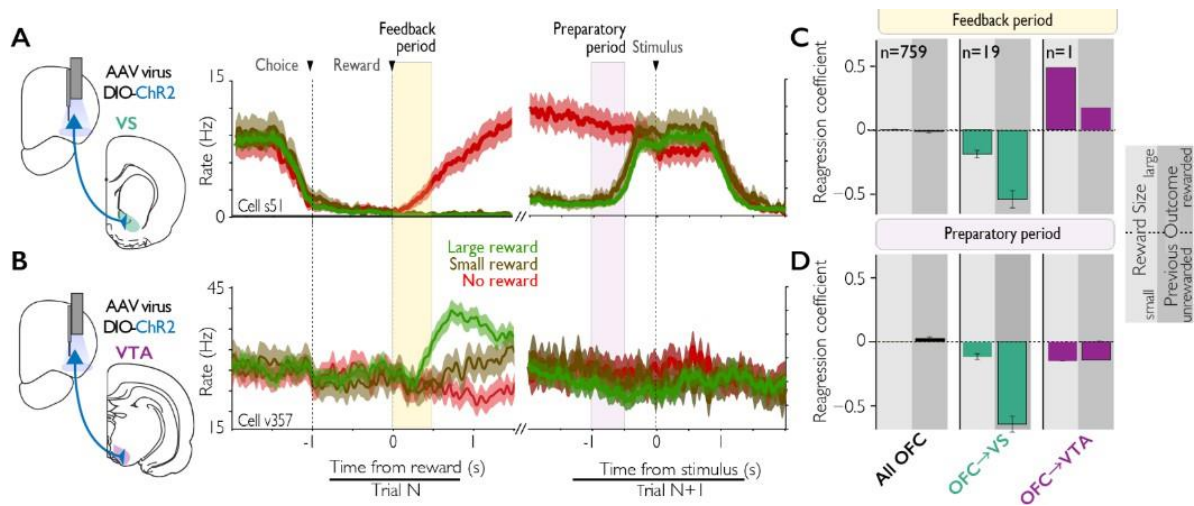 A
AAV virus
DIO-ChR2
VS
Feedback
period
Preparatory
period
Choice
Reward
Stimulus
15
Rate (Hz)
0
Cell s51
B
AAV virus
DIO-ChR2
VTA
Large reward
Small reward
No reward
45
Rate (Hz)
15
Cell v357
-1
0
1
-1
0
1
Time from reward (s)
Trial N
Time from stimulus (s)
Trial N+1
C
Feedback period
n=759
n=19
n=1
Reagression coefficient
0.5
0
−0.5
Preparatory period
D
Reagression coefficient
0.5
0
−0.5
All OFC
OFC→VS
OFC→VTA
small Reward Size large
unrewarded Previous Outcome rewarded